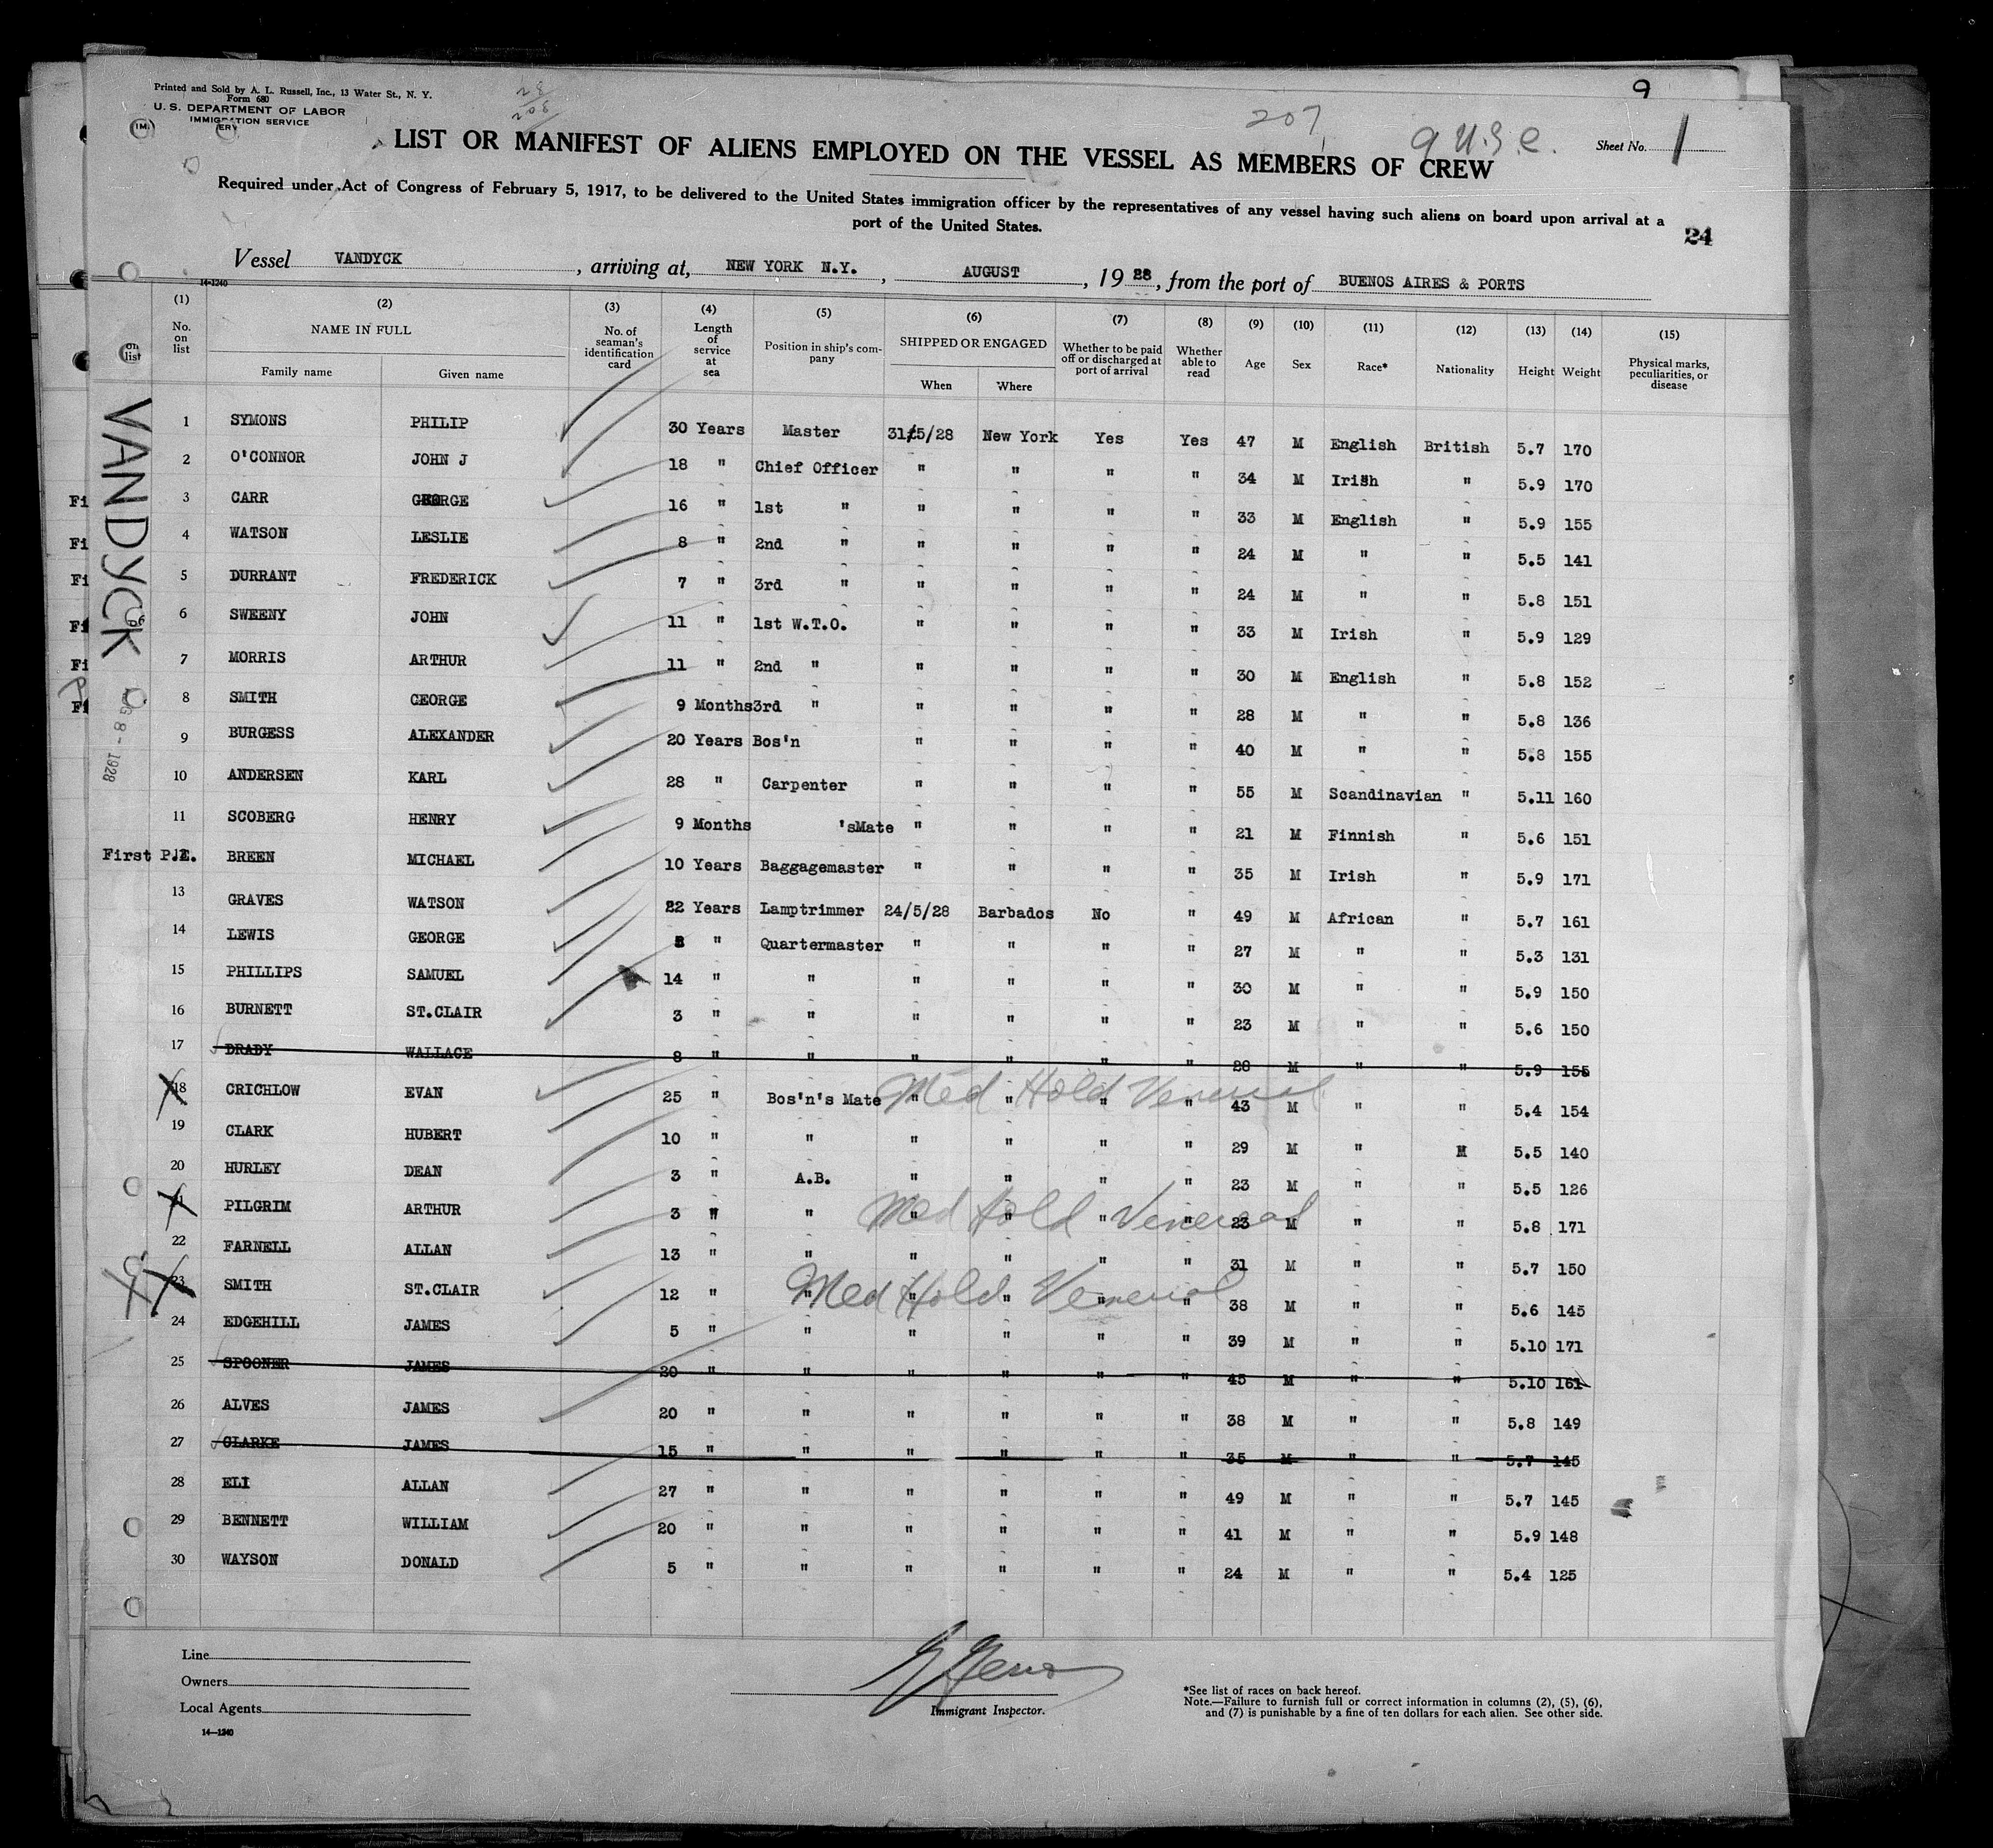 9
Printed and Sold by A. L. Russell, Inc., 13 Water St., N. Y.
Form 680
U. S. DEPARTMENT OF LABOR
IMMIGRATION SERVICE
207
Sheet No. 1
LIST OR MANIFEST OF ALIENS EMPLOYED ON THE VESSEL AS MEMBERS OF CREW
Required under Act of Congress of February 5, 1917, to be delivered to the United States immigration officer by the representatives of any vessel having such aliens on board upon arrival at a
port of the United States.
24
Vessel VANDYCK, arriving at, NEW YORK N.Y., AUGUST, 1928, from the port of BUENOS AIRES & PORTS
14-1240
(1) (2) (3) (4) (5) (6) (7) (8) (9) (10) (11) (12) (13) (14) (15)
No. on list NAME IN FULL Family name Given name No. of seaman's identification card Length of service at sea Position in ship's company SHIPPED OR ENGAGED When Where Whether to be paid off or discharged at port of arrival Whether able to read Age Sex Race* Nationality Height Weight Physical marks, peculiarities, or disease
VANDYCK
AUG 8 - 1928
1 SYMONS PHILIP 30 Years Master 31/5/28 New York Yes Yes 47 M English British 5.7 170
2 O'CONNOR JOHN J 18 " Chief Officer " " " " 34 M Irish " 5.9 170
3 CARR GEORGE 16 " 1st " " " " " 33 M English " 5.9 155
4 WATSON LESLIE 8 " 2nd " " " " " 24 M " " 5.5 141
5 DURRANT FREDERICK 7 " 3rd " " " " " 24 M " " 5.8 151
6 SWEENY JOHN 11 " 1st W.T.O. " " " " 33 M Irish " 5.9 129
7 MORRIS ARTHUR 11 " 2nd " " " " " 30 M English " 5.8 152
8 SMITH GEORGE 9 Months 3rd " " " " " 28 M " " 5.8 136
9 BURGESS ALEXANDER 20 Years Bos'n " " " " 40 M " " 5.8 155
10 ANDERSEN KARL 28 " Carpenter " " " " 55 M Scandinavian " 5.11 160
11 SCOBERG HENRY 9 Months 'sMate " " " " 21 M Finnish " 5.6 151
First P.E. 12 BREEN MICHAEL 10 Years Baggagemaster " " " " 35 M Irish " 5.9 171
13 GRAVES WATSON 22 Years Lamptrimmer 24/5/28 Barbados No " 49 M African " 5.7 161
14 LEWIS GEORGE " Quartermaster " " " " 27 M " " 5.3 131
15 PHILLIPS SAMUEL 14 " " " " " " 30 M " " 5.9 150
16 BURNETT ST.CLAIR 3 " " " " " " 23 M " " 5.6 150
17 DRADY WALLACE 8 " " " " " " 28 M " " 5.9 155
18 CRICHLOW EVAN 25 " Bos'n's Mate " " " " 43 M " " 5.4 154
Med Hold Venereal
19 CLARK HUBERT 10 " " " " " " 29 M " M 5.5 140
20 HURLEY DEAN 3 " A.B. " " " " 23 M " " 5.5 126
21 PILGRIM ARTHUR 3 " " " " " " 23 M " " 5.8 171
Med Hold Venereal
22 FARNELL ALLAN 13 " " " " " " 31 M " " 5.7 150
23 SMITH ST.CLAIR 12 " " " " " " 38 M " " 5.6 145
Med Hold Venereal
24 EDGEHILL JAMES 5 " " " " " " 39 M " " 5.10 171
25 SPOONER JAMES 20 " " " " " " 45 M " " 5.10 161
26 ALVES JAMES 20 " " " " " " 38 M " " 5.8 149
27 CLARKE JAMES 15 " " " " " " 35 M " " 5.7 145
28 ELI ALLAN 27 " " " " " " 49 M " " 5.7 145
29 BENNETT WILLIAM 20 " " " " " " 41 M " " 5.9 148
30 WAYSON DONALD 5 " " " " " " 24 M " " 5.4 125
Line
Owners
Local Agents
14-1240
Immigrant Inspector.
*See list of races on back hereof.
Note.—Failure to furnish full or correct information in columns (2), (5), (6),
and (7) is punishable by a fine of ten dollars for each alien. See other side.